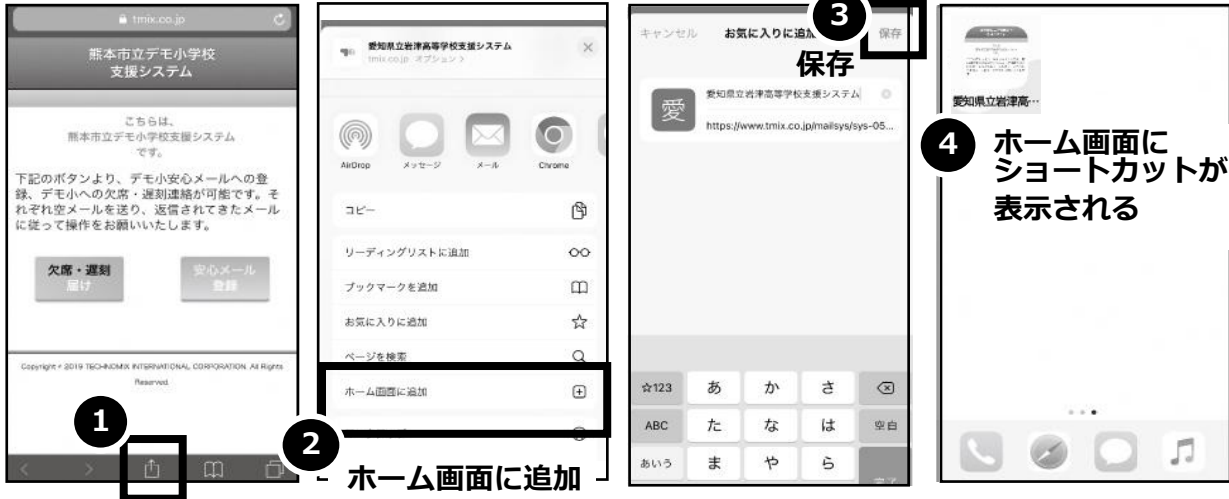 tmix.co.jp
熊本市立デモ小学校
支援システム
こちらは、
熊本市立デモ小学校支援システム
です。
下記のボタンより、デモ小安心メールへの登
録、デモ小への欠席・遅刻連絡が可能です。そ
れぞれ空メールを送り、返信されてきたメール
に従って操作をお願いいたします。
欠席・遅刻
届け
安心メール
登録
Copyright © 2019 TECHNOMIX INTERNATIONAL CORPORATION. All Rights
Reserved.
1
愛知県立岩津高等学校支援システム
tmix.co.jp オプション >
AirDrop
メッセージ
メール
Chrome
コピー
リーディングリストに追加
ブックマークを追加
お気に入りに追加
ページを検索
ホーム画面に追加
2
ホーム画面に追加
キャンセル
お気に入りに追加
保存
3
保存
愛
愛知県立岩津高等学校支援システム
https://www.tmix.co.jp/mailsys/sys-05...
☆123
あ
か
さ
ABC
た
な
は
空白
あいう
ま
や
ら
愛知県立岩津高…
4
ホーム画面に
ショートカットが
表示される